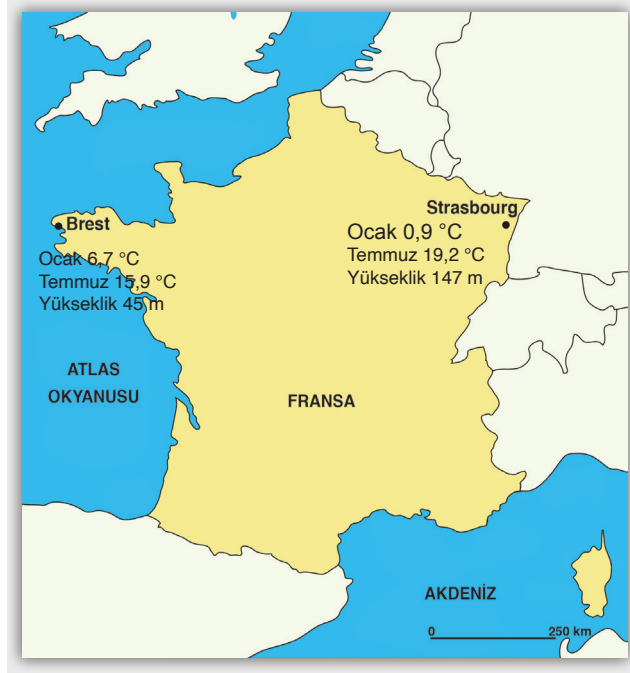 Brest
Ocak 6,7 °C
Temmuz 15,9 °C
Yükseklik 45 m
Strasbourg
Ocak 0,9 °C
Temmuz 19,2 °C
Yükseklik 147 m
ATLAS
OKYANUSU
FRANSA
AKDENİZ
0 250 km